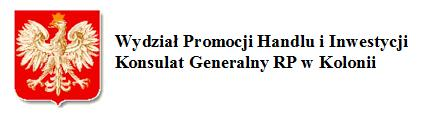 Wydział Promocji Handlu i Inwestycji
Konsulat Generalny RP w Kolonii